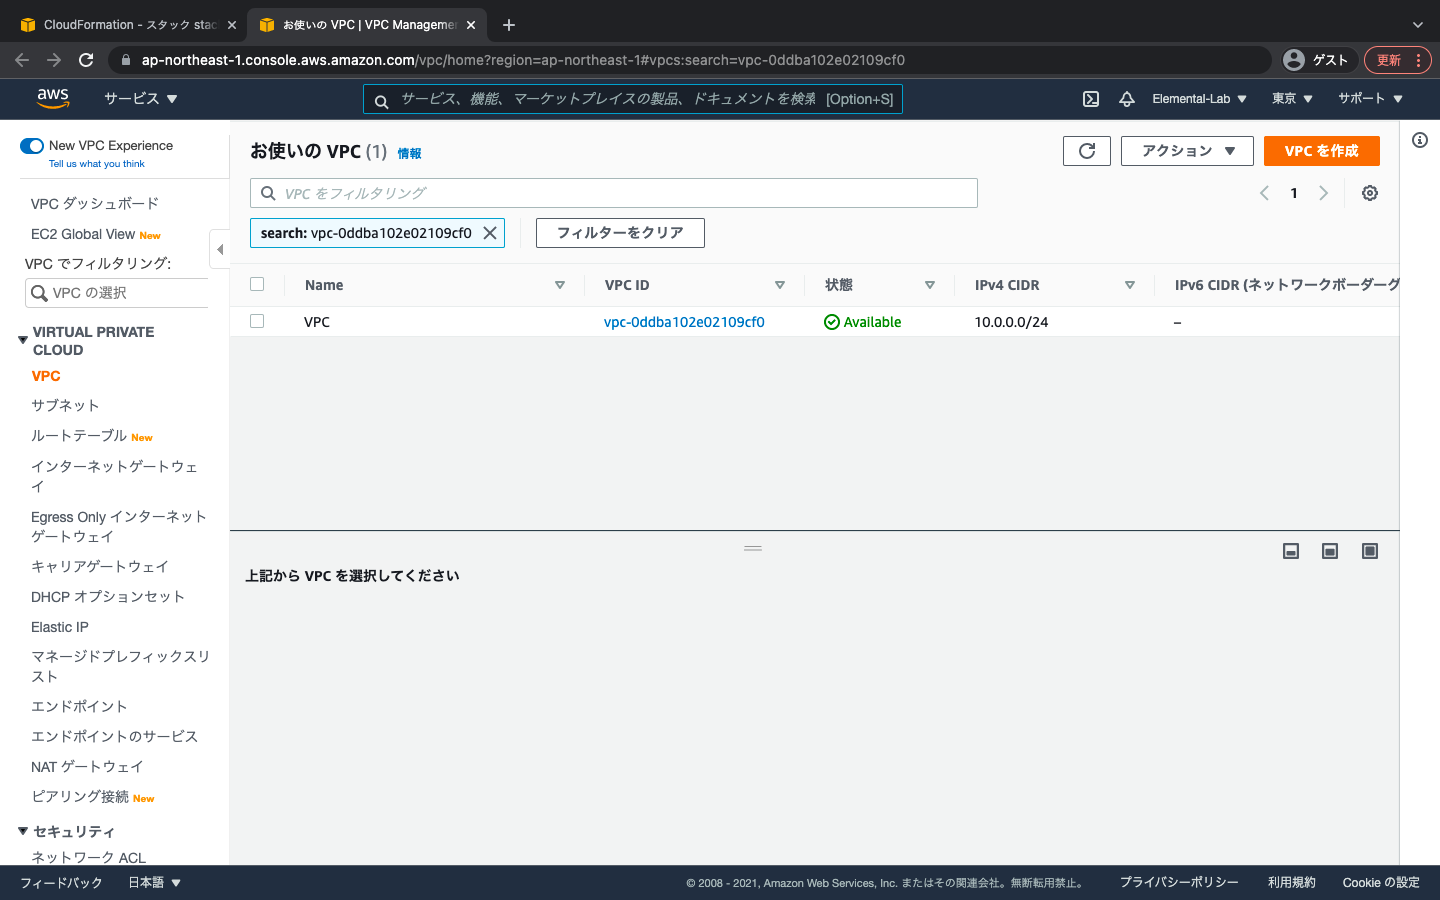 CloudFormation - スタック stac
お使いの VPC | VPC Manageme
ap-northeast-1.console.aws.amazon.com/vpc/home?region=ap-northeast-1#vpcs:search=vpc-0ddba102e02109cf0
ゲスト
更新
aws
サービス
サービス、機能、マーケットプレイスの製品、ドキュメントを検索 [Option+S]
Elemental-Lab
東京
サポート
New VPC Experience
Tell us what you think
VPC ダッシュボード
EC2 Global View New
VPC でフィルタリング:
VPC の選択
VIRTUAL PRIVATE
CLOUD
VPC
サブネット
ルートテーブル New
インターネットゲートウェ
イ
Egress Only インターネット
ゲートウェイ
キャリアゲートウェイ
DHCP オプションセット
Elastic IP
マネージドプレフィックスリ
スト
エンドポイント
エンドポイントのサービス
NAT ゲートウェイ
ピアリング接続 New
セキュリティ
ネットワーク ACL
お使いの VPC (1) 情報
アクション
VPC を作成
VPC をフィルタリング
1
search: vpc-0ddba102e02109cf0
フィルターをクリア
Name
VPC ID
状態
IPv4 CIDR
IPv6 CIDR (ネットワークボーダーグ
VPC
vpc-0ddba102e02109cf0
Available
10.0.0.0/24
–
上記から VPC を選択してください
フィードバック
日本語
© 2008 - 2021, Amazon Web Services, Inc. またはその関連会社。無断転用禁止。
プライバシーポリシー
利用規約
Cookie の設定